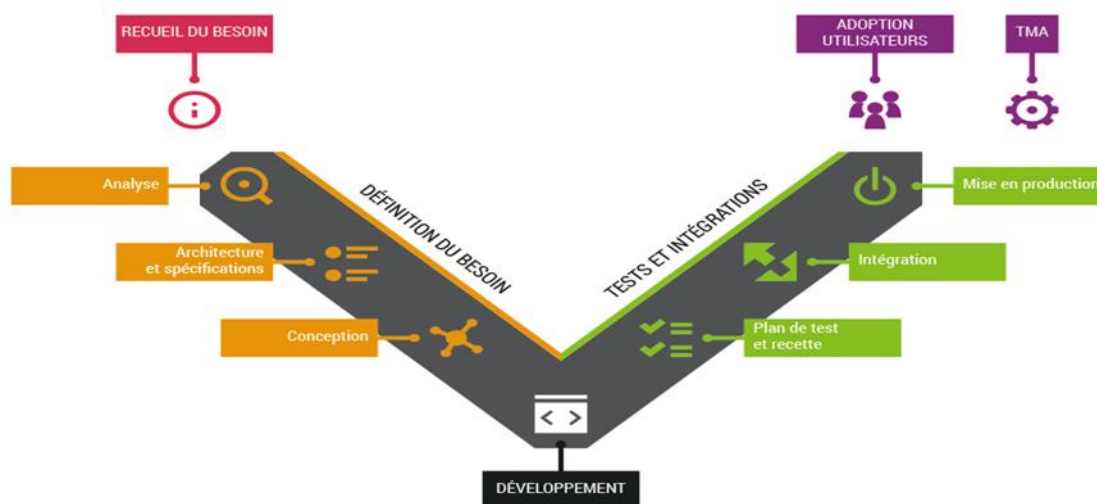 RECUEIL DU BESOIN
ADOPTION
UTILISATEURS
TMA
Analyse
DÉFINITION DU BESOIN
TESTS ET INTÉGRATIONS
Mise en production
Architecture
et spécifications
Intégration
Conception
Plan de test
et recette
DÉVELOPPEMENT